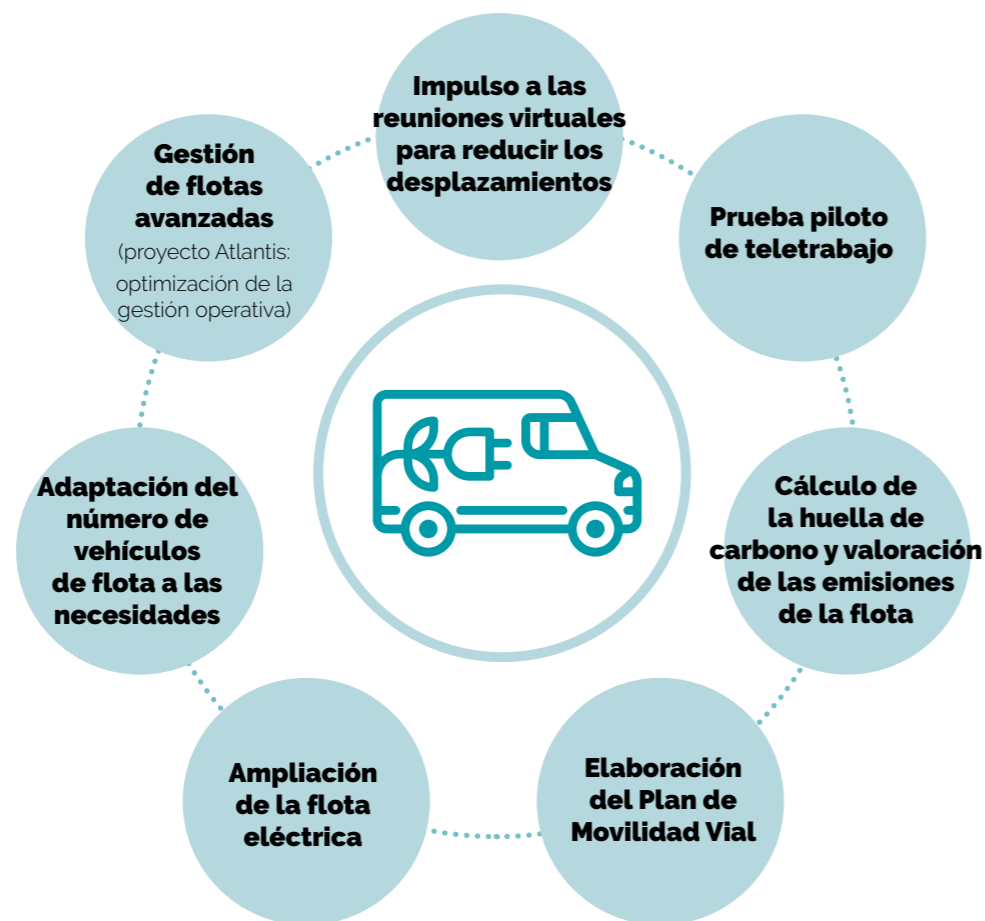 Impulso a las
reuniones virtuales
para reducir los
desplazamientos
Prueba piloto
de teletrabajo
Cálculo de
la huella de
carbono y valoración
de las emisiones
de la flota
Elaboración
del Plan de
Movilidad Vial
Ampliación
de la flota
eléctrica
Adaptación del
número de
vehículos
de flota a las
necesidades
Gestión
de flotas
avanzadas
(proyecto Atlantis:
optimización de la
gestión operativa)